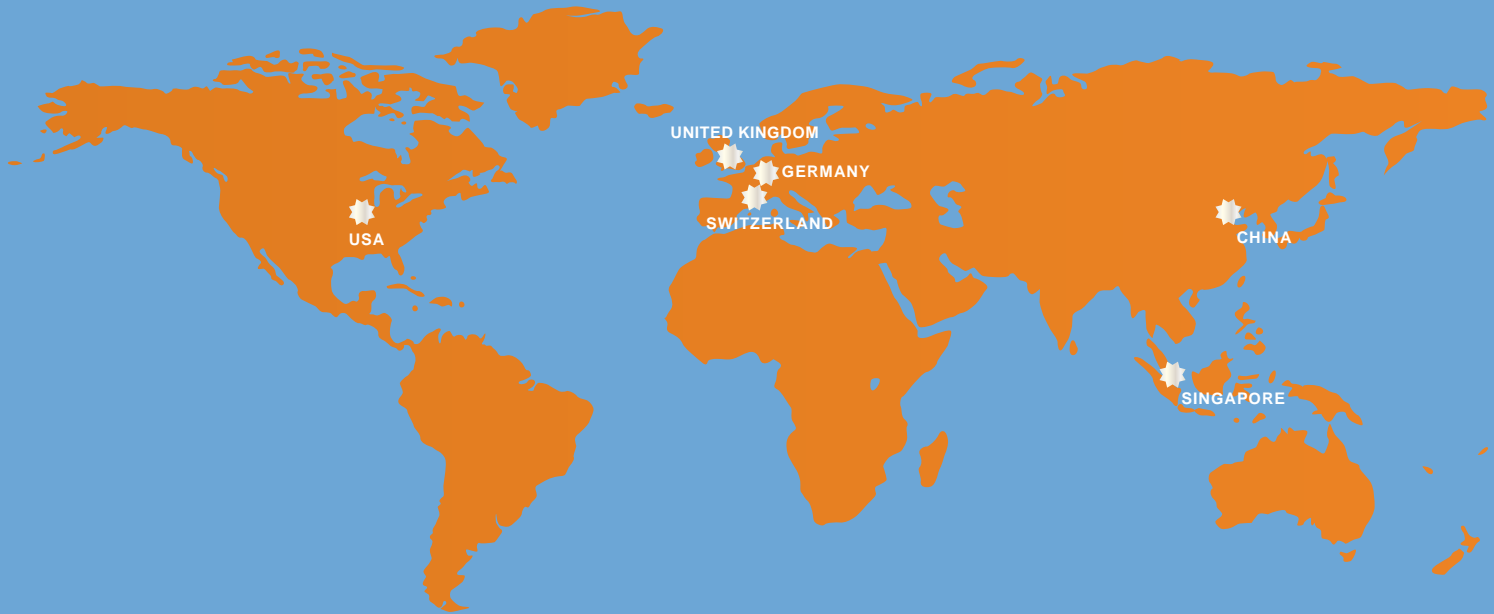 UNITED KINGDOM
GERMANY
SWITZERLAND
USA
CHINA
SINGAPORE